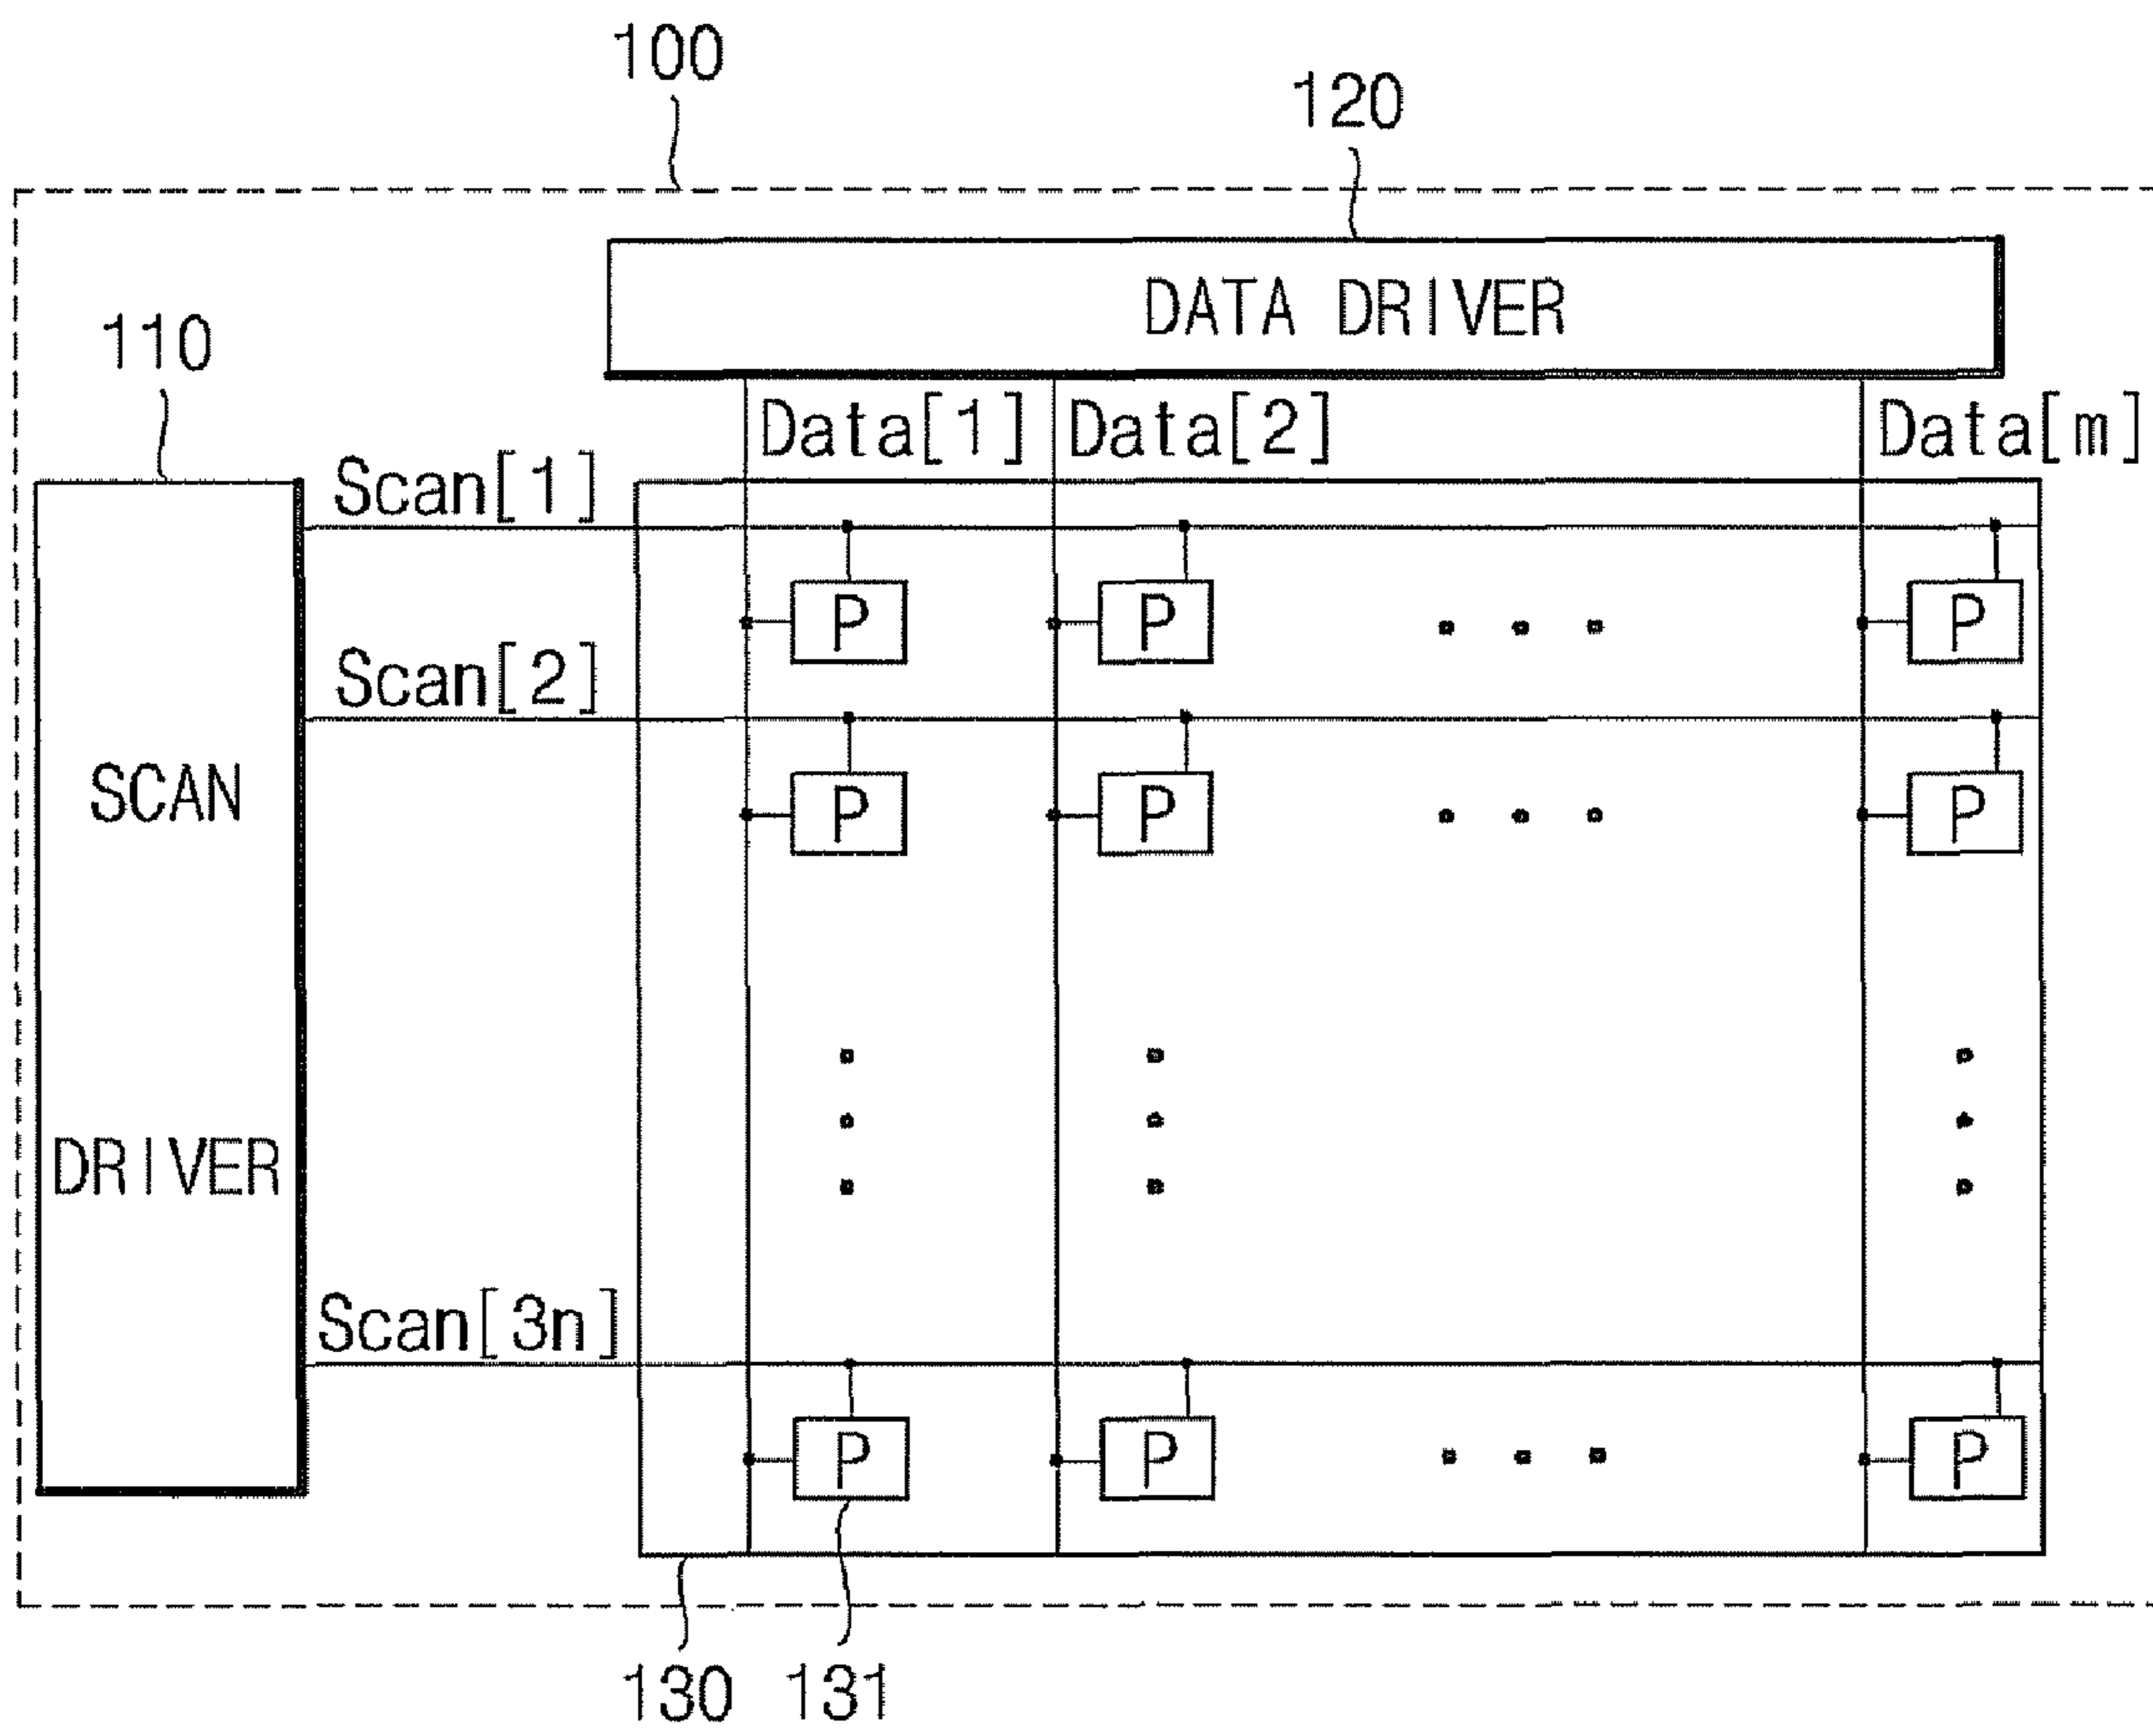 100
120
DATA DRIVER
110
Data[1] Data[2] Data[m]
Scan[1]
P P P
Scan[2]
P P P
SCAN
DRIVER
Scan[3n]
P P P
130 131